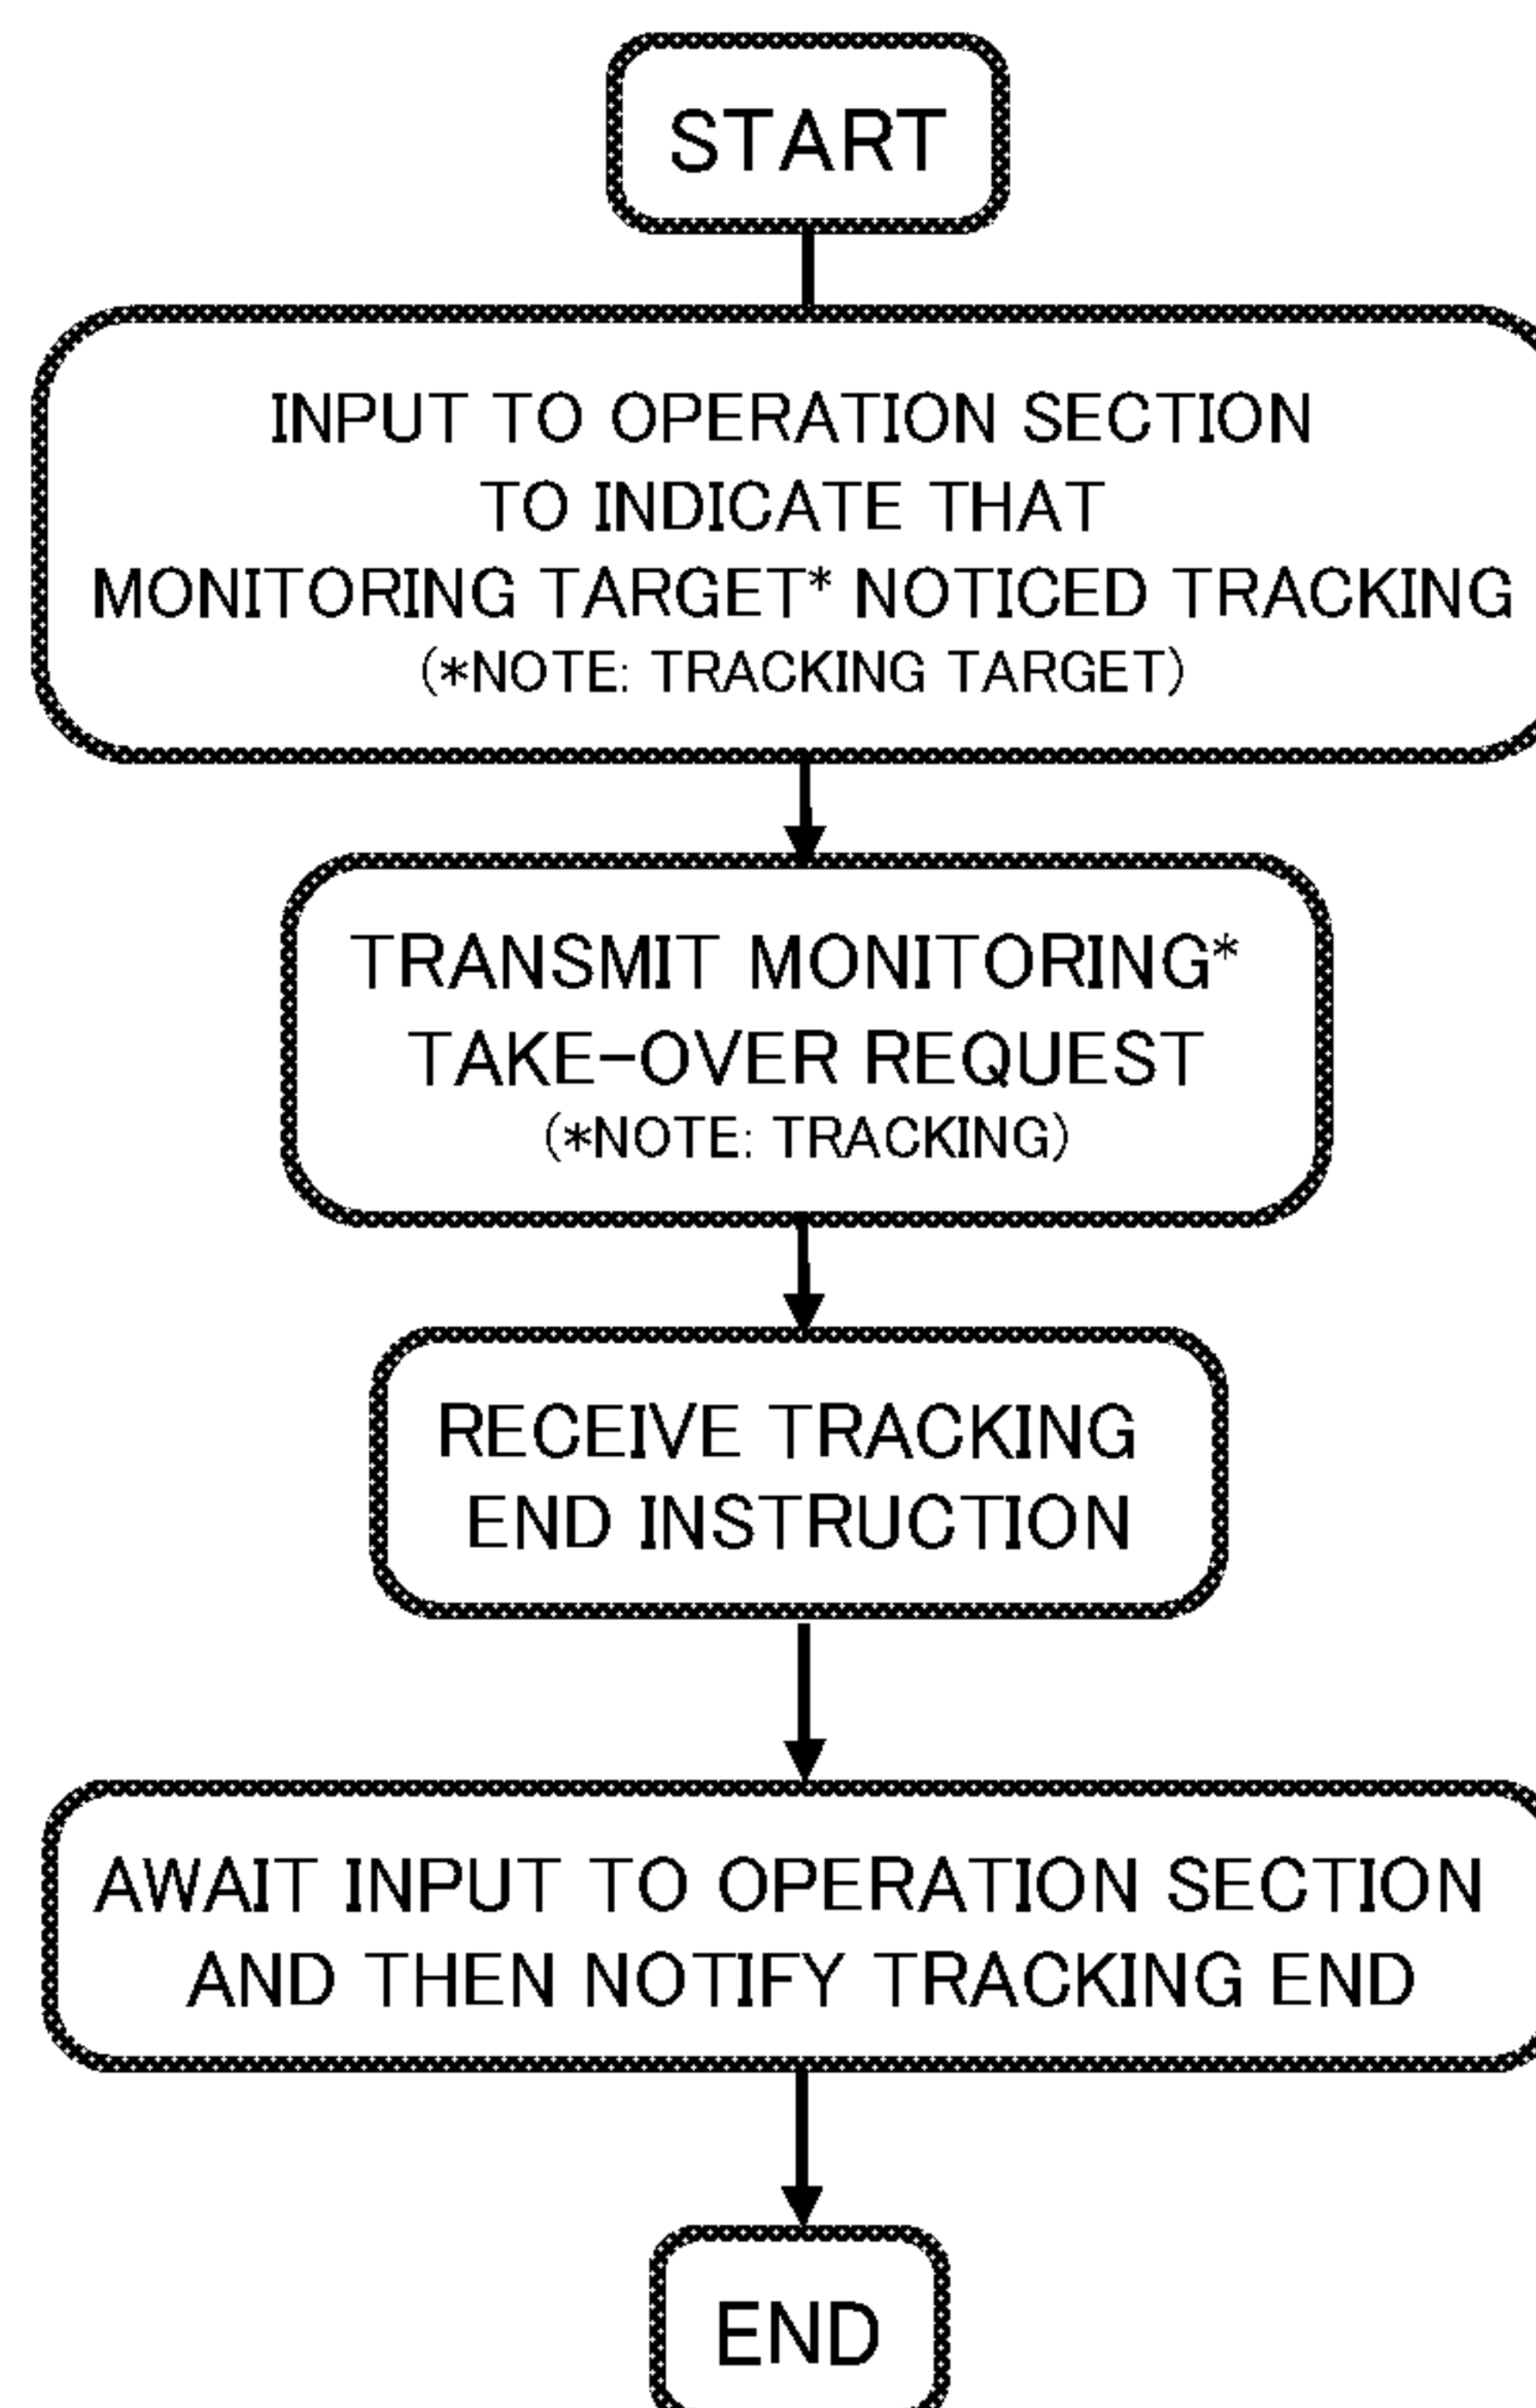 START
INPUT TO OPERATION SECTION
TO INDICATE THAT
MONITORING TARGET* NOTICED TRACKING
(*NOTE: TRACKING TARGET)
TRANSMIT MONITORING*
TAKE-OVER REQUEST
(*NOTE: TRACKING)
RECEIVE TRACKING
END INSTRUCTION
AWAIT INPUT TO OPERATION SECTION
AND THEN NOTIFY TRACKING END
END